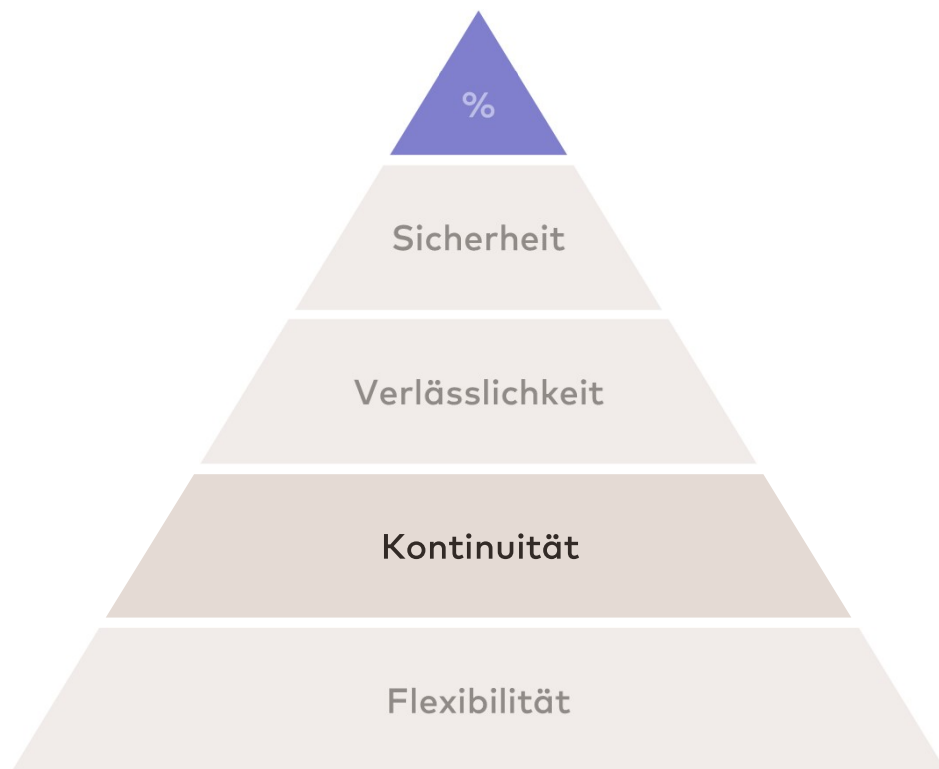 %
Sicherheit
Verlässlichkeit
Kontinuität
Flexibilität